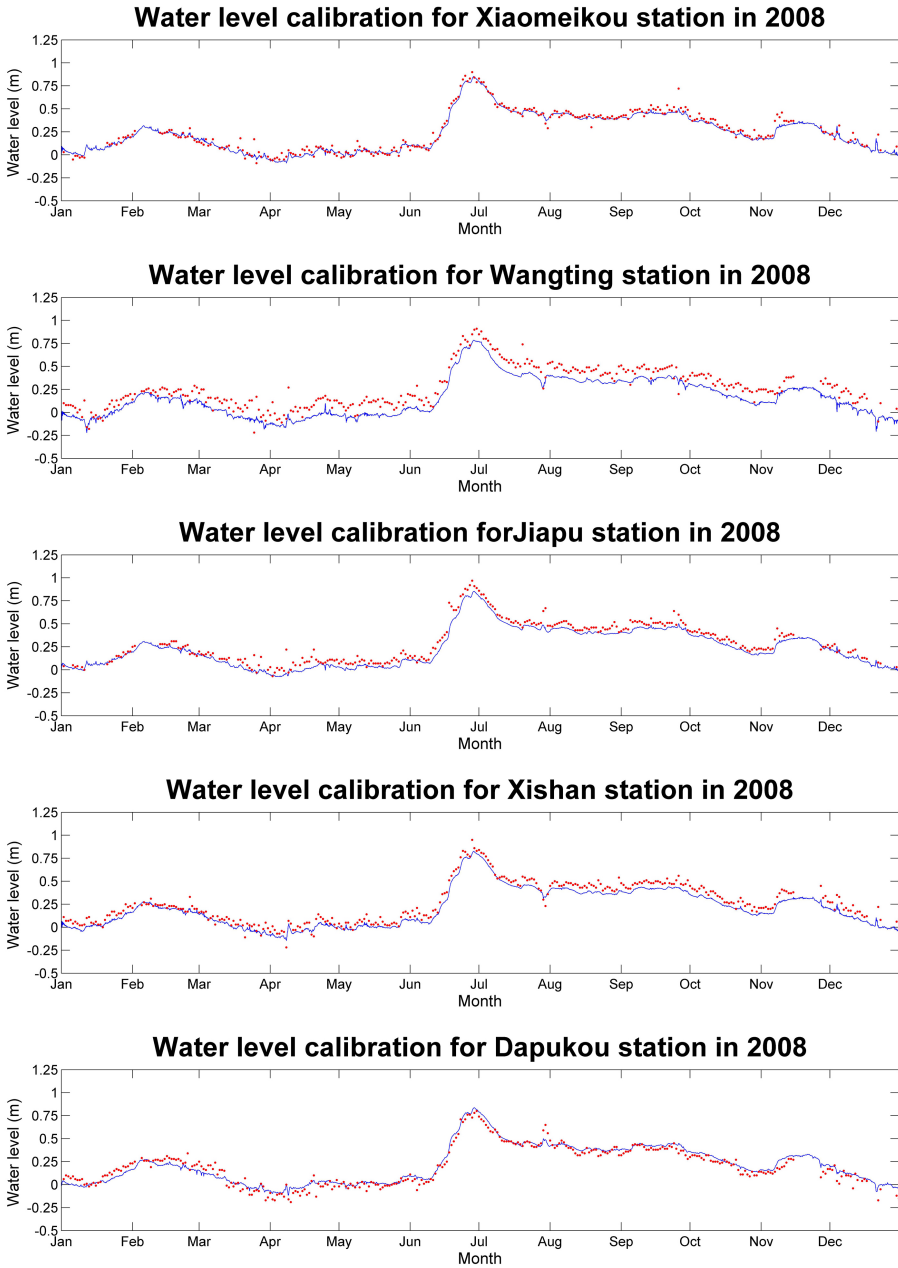 Water level calibration for Xiaomeikou station in 2008
1.25
1
0.75
0.5
0.25
0
-0.25
-0.5
Water level (m)
Jan Feb Mar Apr May Jun Jul Aug Sep Oct Nov Dec
Month
Water level calibration for Wangting station in 2008
1.25
1
0.75
0.5
0.25
0
-0.25
-0.5
Water level (m)
Jan Feb Mar Apr May Jun Jul Aug Sep Oct Nov Dec
Month
Water level calibration forJiapu station in 2008
1.25
1
0.75
0.5
0.25
0
-0.25
-0.5
Water level (m)
Jan Feb Mar Apr May Jun Jul Aug Sep Oct Nov Dec
Month
Water level calibration for Xishan station in 2008
1.25
1
0.75
0.5
0.25
0
-0.25
-0.5
Water level (m)
Jan Feb Mar Apr May Jun Jul Aug Sep Oct Nov Dec
Month
Water level calibration for Dapukou station in 2008
1.25
1
0.75
0.5
0.25
0
-0.25
-0.5
Water level (m)
Jan Feb Mar Apr May Jun Jul Aug Sep Oct Nov Dec
Month